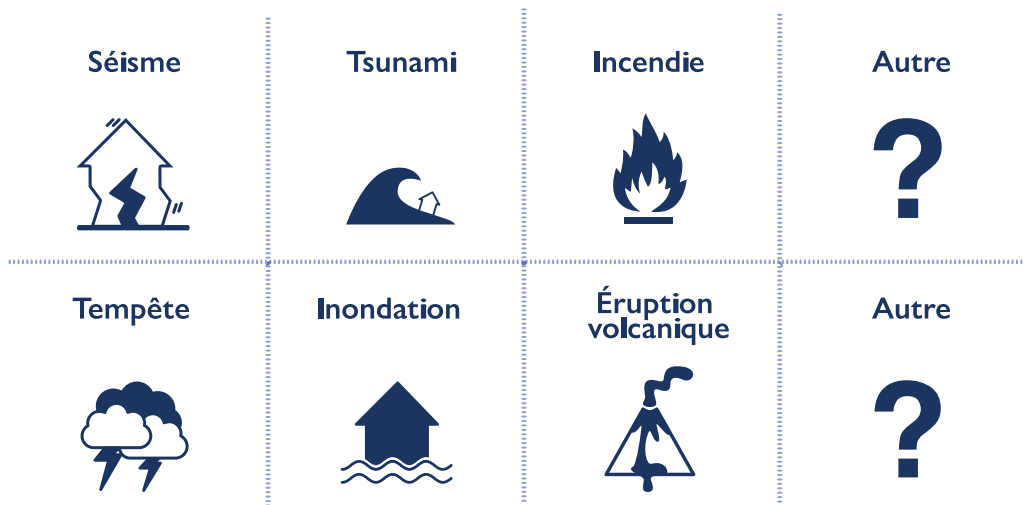 Séisme
Tsunami
Incendie
Autre
?
Tempête
Inondation
Éruption
volcanique
Autre
?